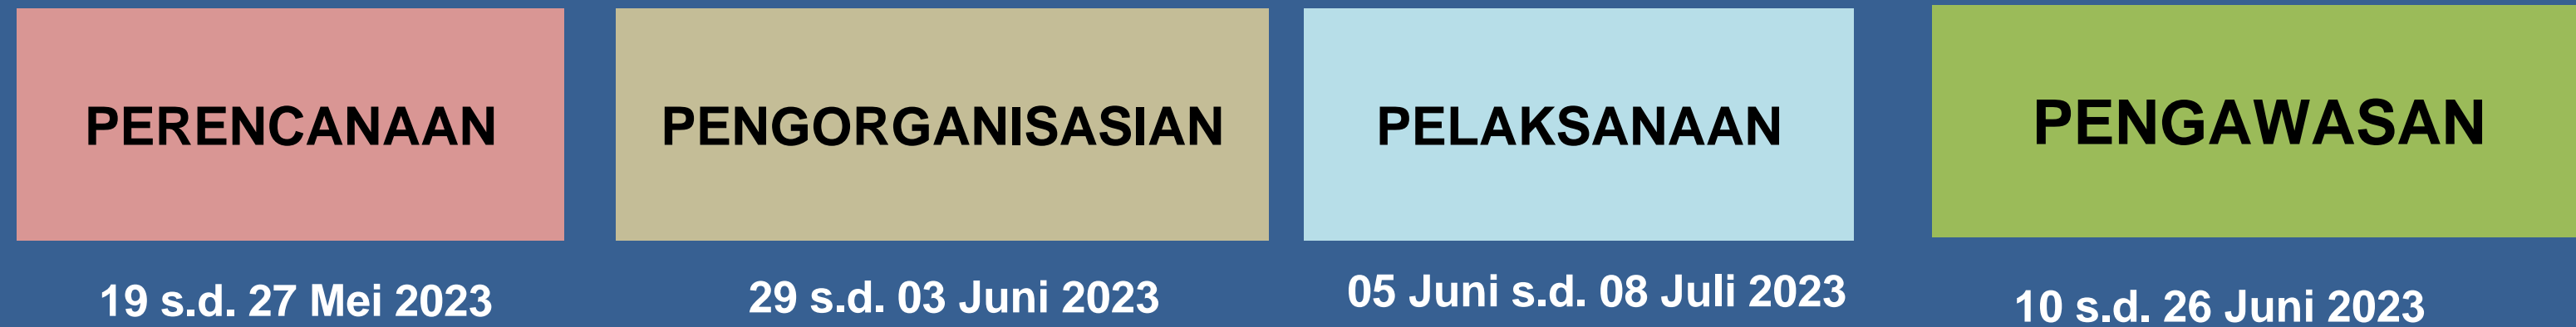 PERENCANAAN
19 s.d. 27 Mei 2023
PENGORGANISASIAN
29 s.d. 03 Juni 2023
PELAKSANAAN
05 Juni s.d. 08 Juli 2023
PENGAWASAN
10 s.d. 26 Juni 2023